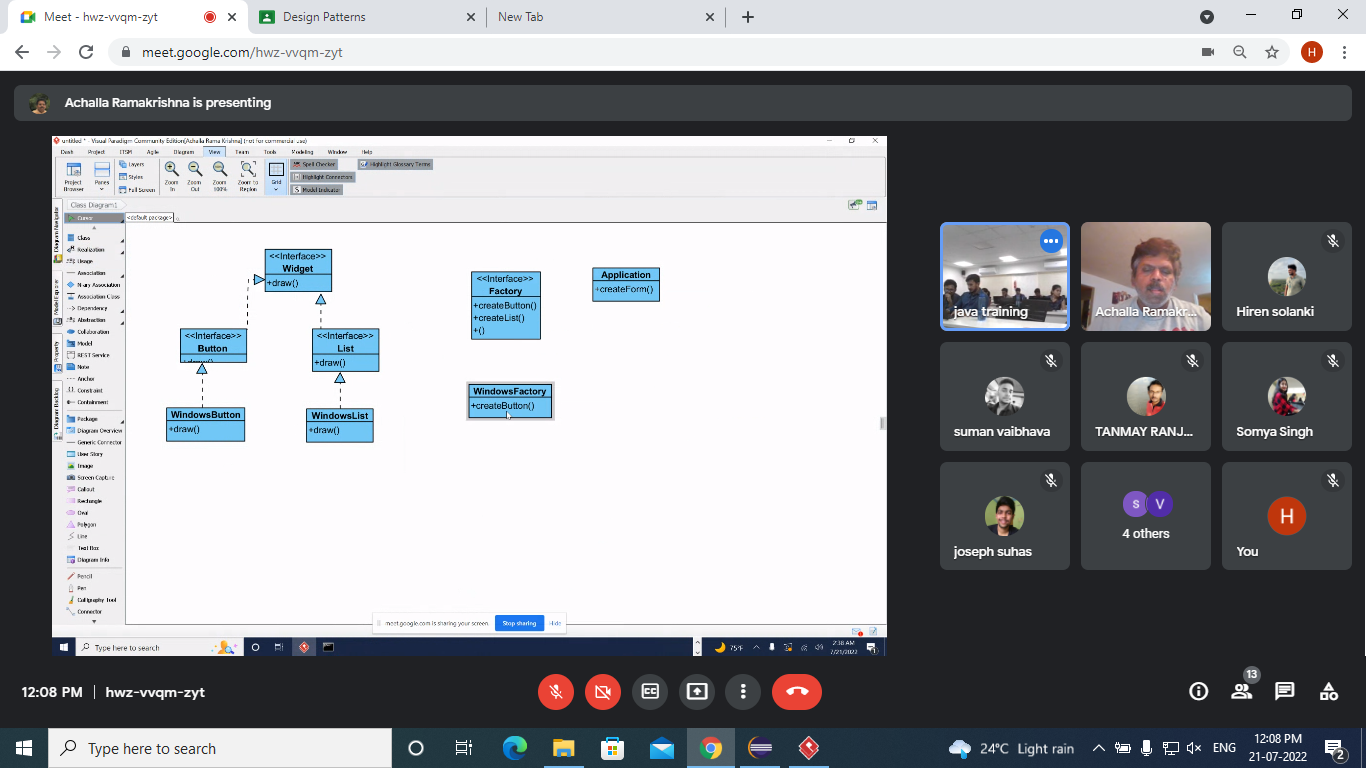 Meet - hwz-vvqm-zyt
Design Patterns
New Tab
meet.google.com/hwz-vvqm-zyt
H
Achalla Ramakrishna is presenting
untitled * - Visual Paradigm Community Edition[Achalla Rama Krishna] (not for commercial use)
Dash Project ITSM Agile Diagram View Team Tools Modeling Window Help
Project Browser
Panes
Layers
Styles
Full Screen
Zoom In
Zoom Out
Zoom 100%
Zoom to Region
Grid
Spell Checker
Highlight Connectors
Model Indicator
Highlight Glossary Terms
Class Diagram1
Diagram Navigator
Model Explorer
Property
Diagram Backlog
Cursor
<default package>
Class
Realization
Usage
Association
N-ary Association
Association Class
Dependency
Abstraction
Collaboration
Model
REST Service
Note
Anchor
Constraint
Containment
Package
Diagram Overview
Generic Connector
User Story
Image
Screen Capture
Callout
Rectangle
Oval
Polygon
Line
Text Box
Diagram Info
Pencil
Pen
Calligraphy Tool
Connector
<<Interface>>
Widget
+draw()
<<Interface>>
Button
+draw()
<<Interface>>
List
+draw()
WindowsButton
+draw()
WindowsList
+draw()
<<Interface>>
Factory
+createButton()
+createList()
+()
WindowsFactory
+createButton()
Application
+createForm()
meet.google.com is sharing your screen.
Stop sharing
Hide
Type here to search
75°F
2:38 AM
7/21/2022
java training
Achalla Ramakr...
Hiren solanki
suman vaibhava
TANMAY RANJ...
Somya Singh
joseph suhas
S V
4 others
H
You
12:08 PM | hwz-vvqm-zyt
13
Type here to search
24°C Light rain
ENG
12:08 PM
21-07-2022
2